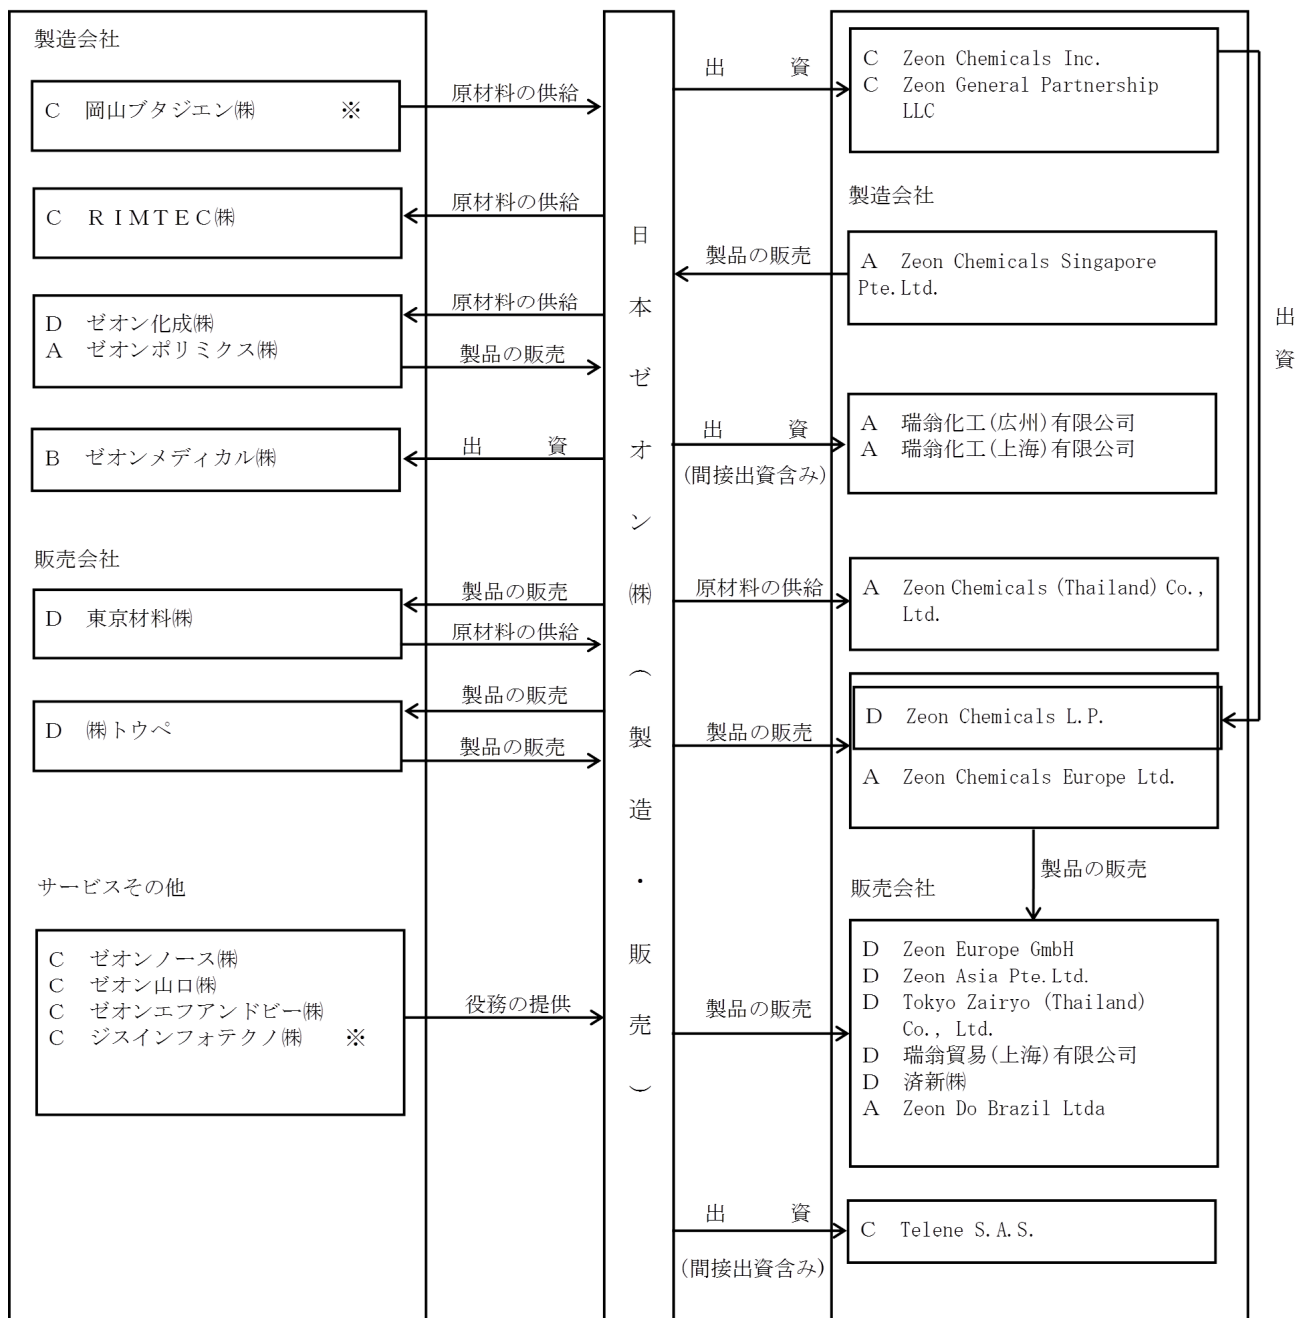 製造会社
C 岡山ブタジエン㈱ ※
原材料の供給
C ＲＩＭＴＥＣ㈱
原材料の供給
D ゼオン化成㈱
A ゼオンポリミクス㈱
原材料の供給
製品の販売
B ゼオンメディカル㈱
出 資
販売会社
D 東京材料㈱
製品の販売
原材料の供給
D ㈱トウペ
製品の販売
製品の販売
サービスその他
C ゼオンノース㈱
C ゼオン山口㈱
C ゼオンエフアンドビー㈱
C ジスインフォテクノ㈱ ※
役務の提供
日本ゼオン㈱（製造・販売）
出 資
C Zeon Chemicals Inc.
C Zeon General Partnership
LLC
出資
製造会社
製品の販売
A Zeon Chemicals Singapore
Pte.Ltd.
出 資
(間接出資含み)
A 瑞翁化工(広州)有限公司
A 瑞翁化工(上海)有限公司
原材料の供給
A Zeon Chemicals (Thailand) Co.,
Ltd.
製品の販売
D Zeon Chemicals L.P.
A Zeon Chemicals Europe Ltd.
製品の販売
販売会社
製品の販売
D Zeon Europe GmbH
D Zeon Asia Pte.Ltd.
D Tokyo Zairyo (Thailand)
Co., Ltd.
D 瑞翁貿易(上海)有限公司
D 済新㈱
A Zeon Do Brazil Ltda
出 資
(間接出資含み)
C Telene S.A.S.